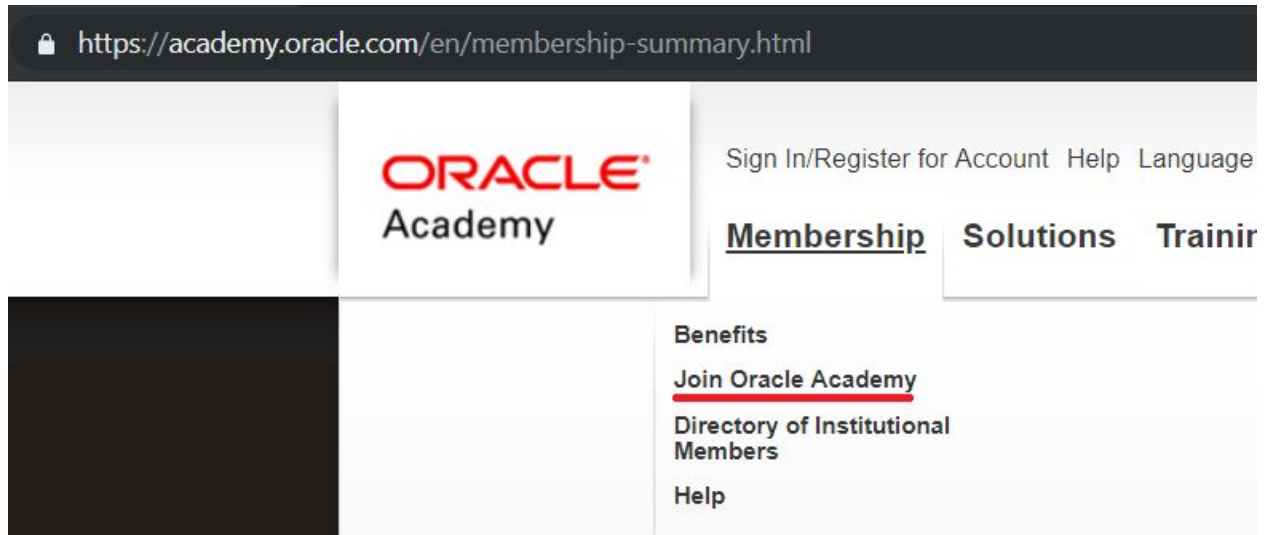 https://academy.oracle.com/en/membership-summary.html
ORACLE
Academy
Sign In/Register for Account Help Language
Membership Solutions
Benefits
Join Oracle Academy
Directory of Institutional
Members
Help